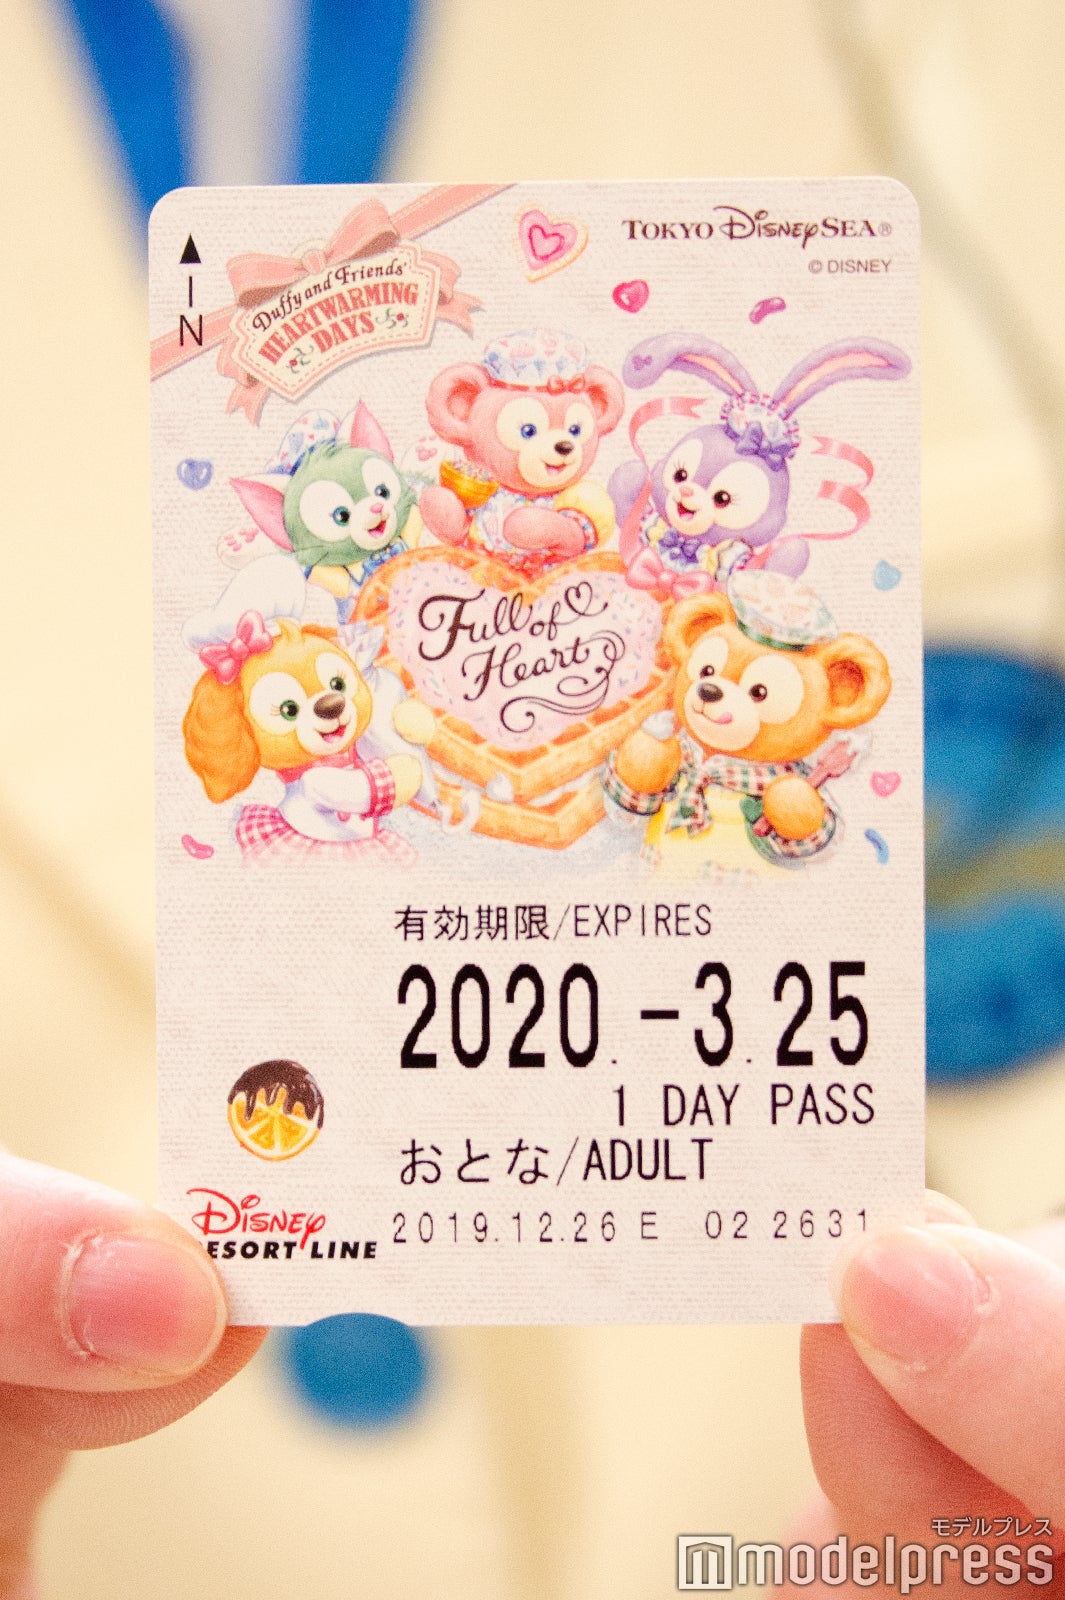 TOKYO DISNEYSEA®
© DISNEY
IN
Duffy and Friends'
HEARTWARMING
DAYS
Full of
Heart
有効期限/EXPIRES
2020.-3.25
1 DAY PASS
おとな/ADULT
2019.12.26 E 02 2631
DISNEY
RESORT LINE
モデルプレス
modelpress